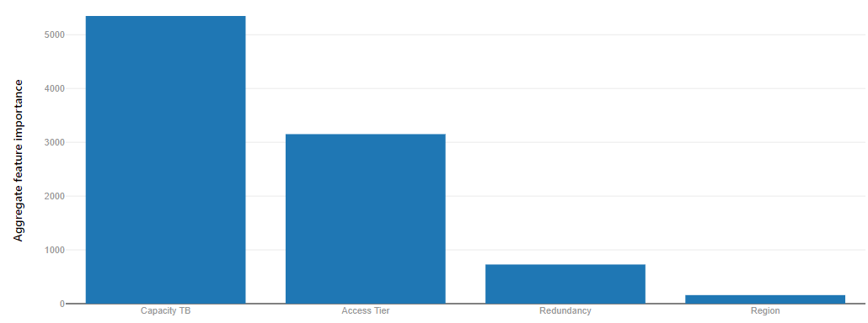 Aggregate feature importance
5000
4000
3000
2000
1000
0
Capacity TB
Access Tier
Redundancy
Region